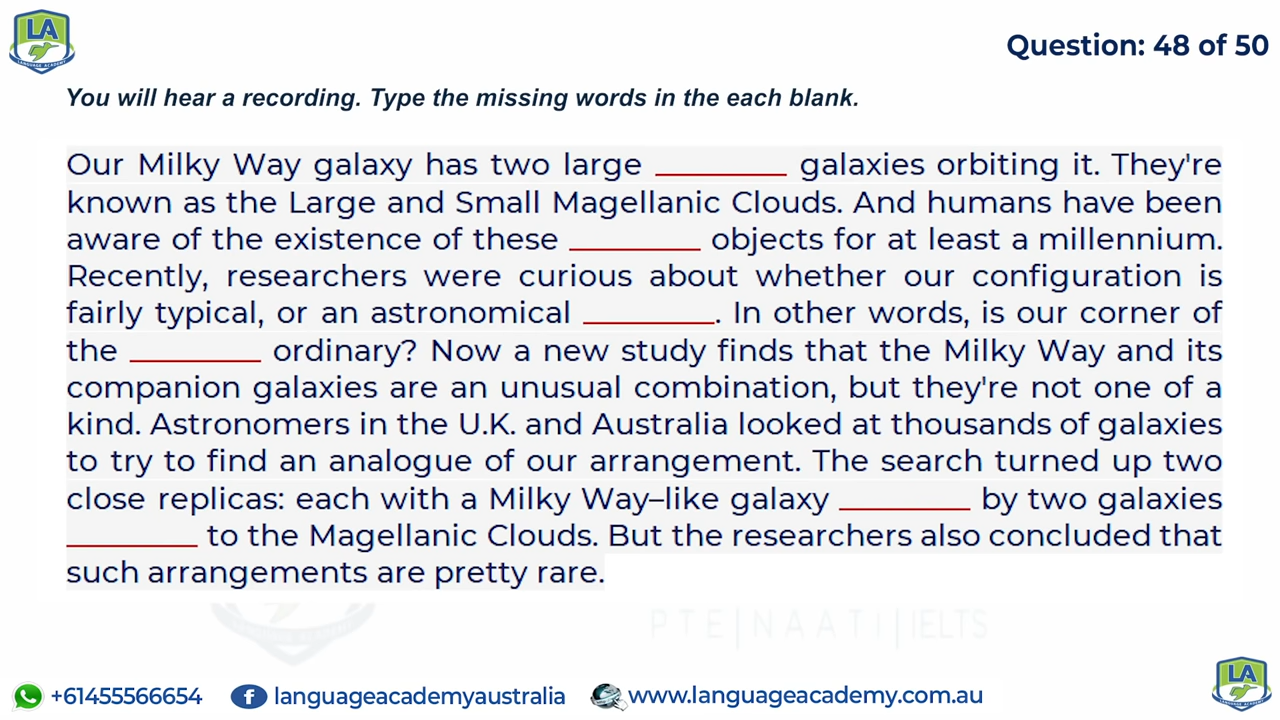 LA
LANGUAGE ACADEMY
Question: 48 of 50
You will hear a recording. Type the missing words in the each blank.
Our Milky Way galaxy has two large ________ galaxies orbiting it. They're
known as the Large and Small Magellanic Clouds. And humans have been
aware of the existence of these ________ objects for at least a millennium.
Recently, researchers were curious about whether our configuration is
fairly typical, or an astronomical ________. In other words, is our corner of
the ________ ordinary? Now a new study finds that the Milky Way and its
companion galaxies are an unusual combination, but they're not one of a
kind. Astronomers in the U.K. and Australia looked at thousands of galaxies
to try to find an analogue of our arrangement. The search turned up two
close replicas: each with a Milky Way–like galaxy ________ by two galaxies
________ to the Magellanic Clouds. But the researchers also concluded that
such arrangements are pretty rare.
PTE|NAATI|IELTS
+61455566654
languageacademyaustralia
www.languageacademy.com.au
LA
LANGUAGE ACADEMY